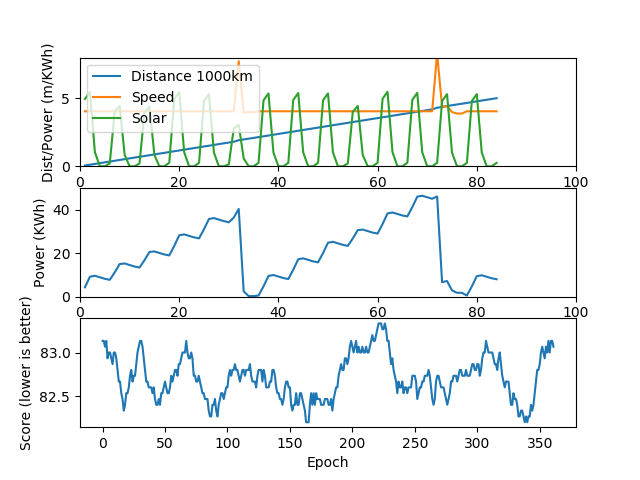 Dist/Power (m/KWh)
5
0
Distance 1000km
Speed
Solar
0 20 40 60 80 100
Power (KWh)
40
20
0
0 20 40 60 80 100
Score (lower is better)
83.0
82.5
0 50 100 150 200 250 300 350
Epoch